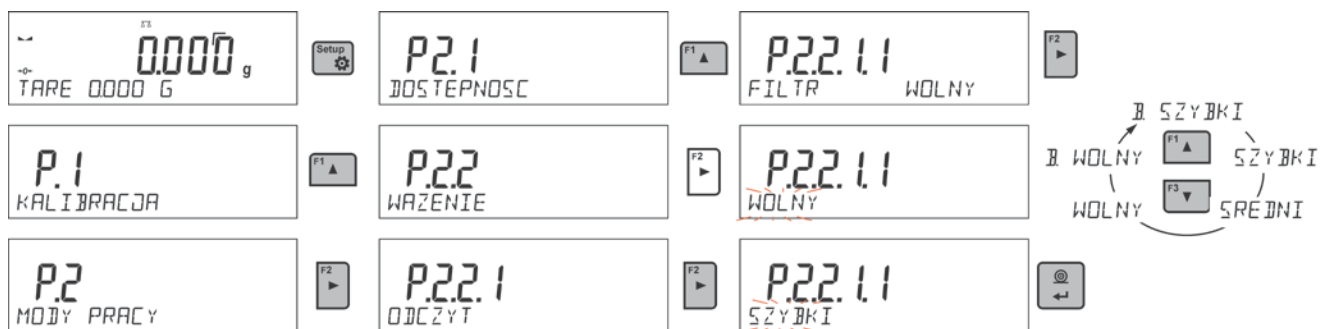 0.000 g
→0←
TARE 0.000 G
Setup
P.1
KALIBRACJA
F1
P.2
MODY PRACY
F2
P2.1
DOSTEPNOSC
F1
P.2.2
WAZENIE
F2
P.2.2.1
ODCZYT
F2
P.2.2.1.1
FILTR WOLNY
F2
P.2.2.1.1
WOLNY
P.2.2.1.1
SZYBKI
B. SZYBKI
B. WOLNY F1 SZYBKI
WOLNY F3 SREDNI